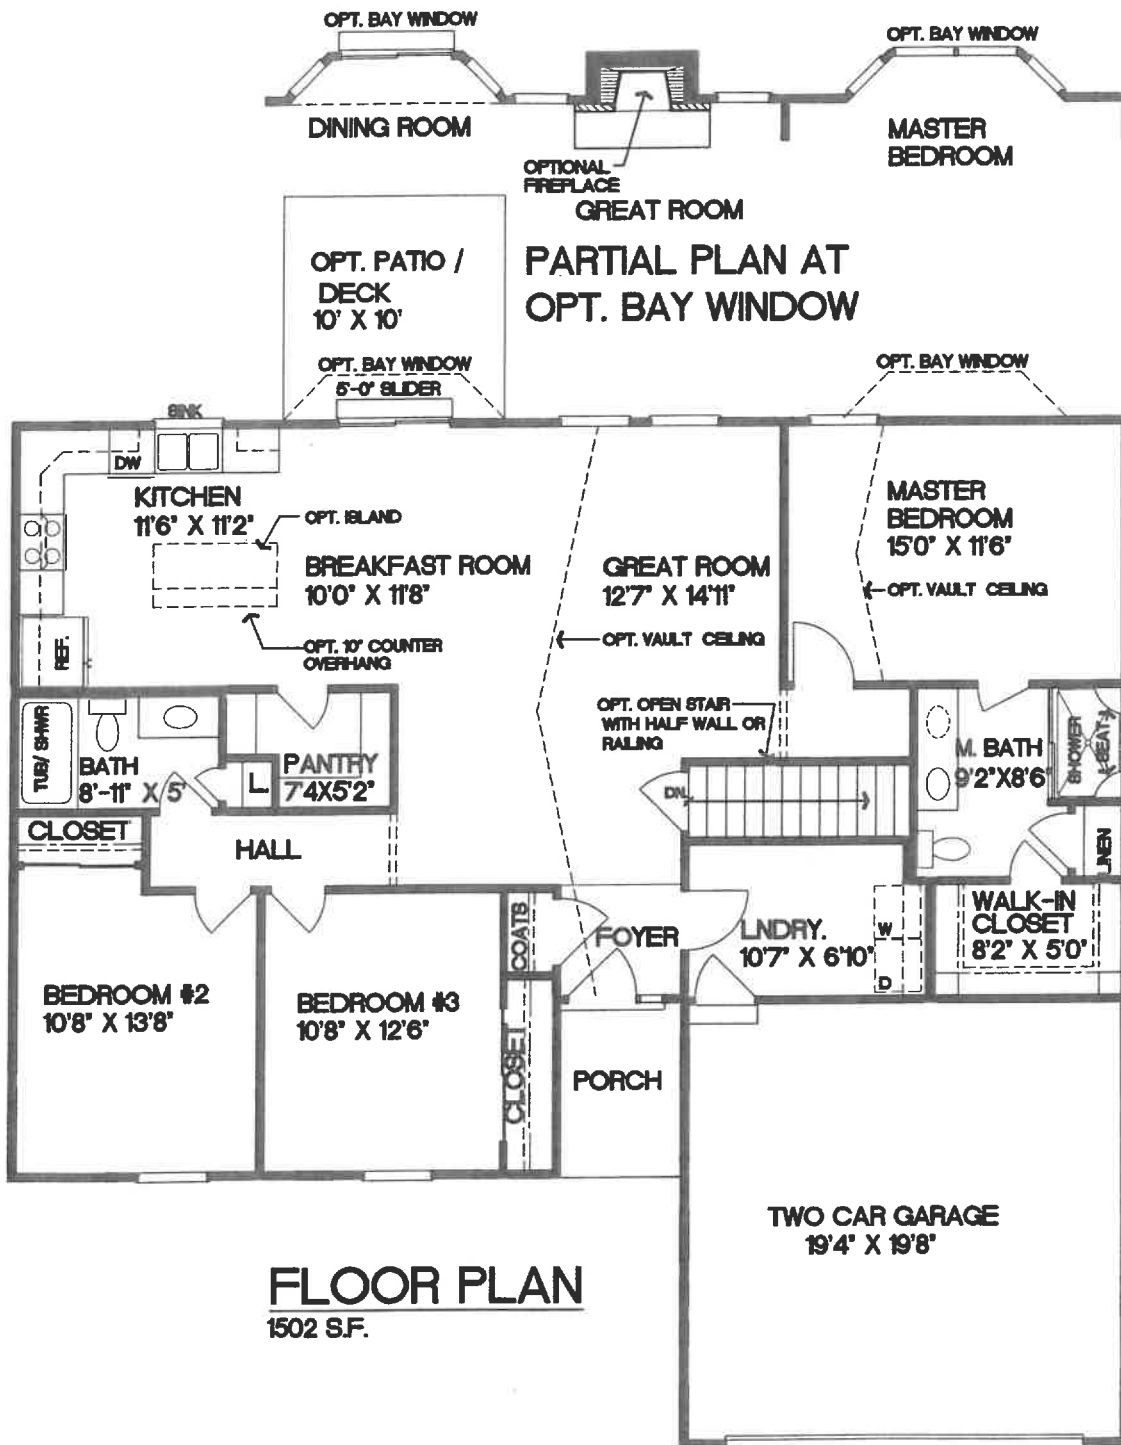 OPT. BAY WINDOW
OPT. BAY WINDOW
DINING ROOM
MASTER
BEDROOM
OPTIONAL
FIREPLACE
GREAT ROOM
PARTIAL PLAN AT
OPT. BAY WINDOW
OPT. PATIO /
DECK
10' X 10'
OPT. BAY WINDOW
5'-0" SLIDER
OPT. BAY WINDOW
SINK
DW
KITCHEN
11'6" X 11'2"
OPT. ISLAND
BREAKFAST ROOM
10'0" X 11'8"
GREAT ROOM
12'7" X 14'11"
MASTER
BEDROOM
15'0" X 11'6"
OPT. VAULT CEILING
OPT. VAULT CEILING
OPT. 10" COUNTER
OVERHANG
REF.
OPT. OPEN STAIR
WITH HALF WALL OR
RAILING
TUB/ SHWR
BATH
8'-11" X 5'
L.
PANTRY
7'4X5'2"
DN.
M. BATH
9'2"X8'6"
SHOWER
SEAT
LINEN
CLOSET
HALL
COATS
FOYER
LNDRY.
10'7" X 6'10"
W
D
WALK-IN
CLOSET
8'2" X 5'0"
BEDROOM #2
10'8" X 13'8"
BEDROOM #3
10'8" X 12'6"
CLOSET
PORCH
TWO CAR GARAGE
19'4" X 19'8"
FLOOR PLAN
1502 S.F.